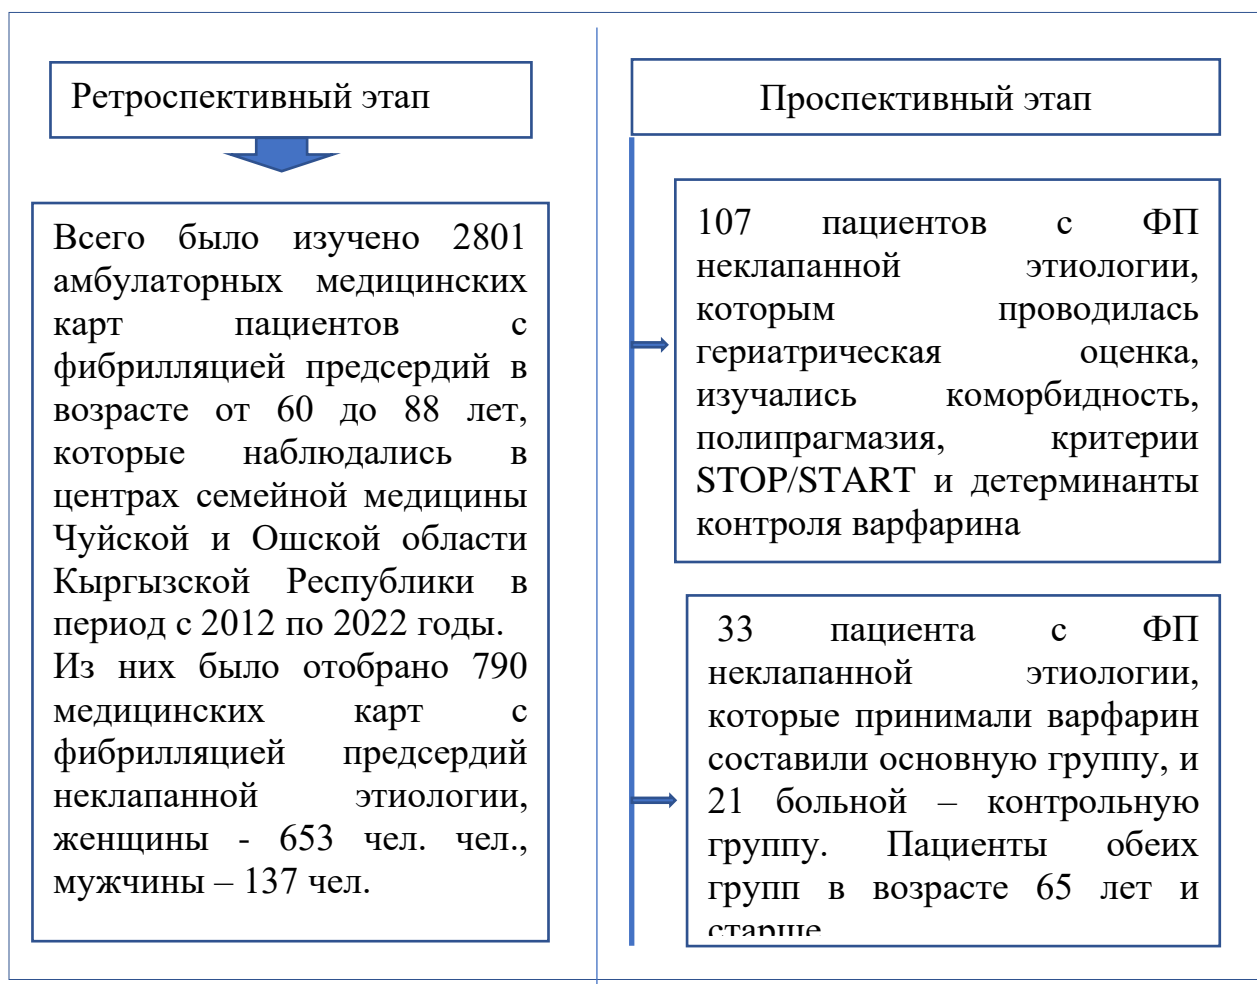 Ретроспективный этап
Всего было изучено 2801
амбулаторных медицинских
карт пациентов с
фибрилляцией предсердий в
возрасте от 60 до 88 лет,
которые наблюдались в
центрах семейной медицины
Чуйской и Ошской области
Кыргызской Республики в
период с 2012 по 2022 годы.
Из них было отобрано 790
медицинских карт с
фибрилляцией предсердий
неклапанной этиологии,
женщины - 653 чел. чел.,
мужчины – 137 чел.
Проспективный этап
107 пациентов с ФП
неклапанной этиологии,
которым проводилась
гериатрическая оценка,
изучались коморбидность,
полипрагмазия, критерии
STOP/START и детерминанты
контроля варфарина
33 пациента с ФП
неклапанной этиологии,
которые принимали варфарин
составили основную группу, и
21 больной – контрольную
группу. Пациенты обеих
групп в возрасте 65 лет и
старше